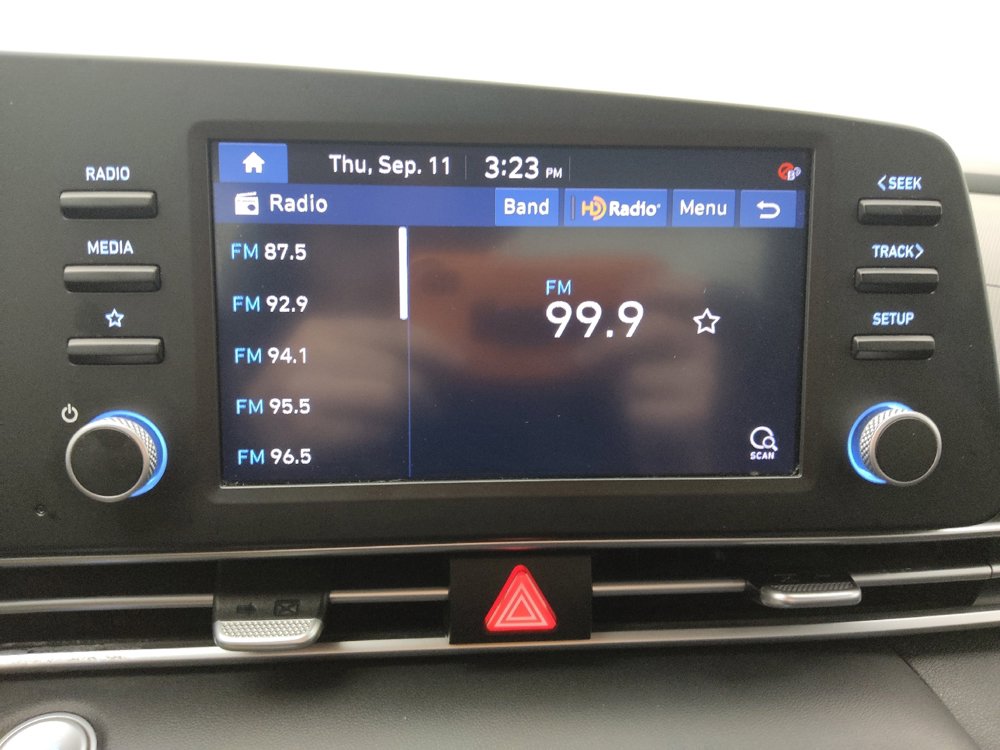 RADIO
MEDIA
Thu, Sep. 11 3:23 PM
Radio Band HD Radio Menu
FM 87.5
FM 92.9
FM 94.1
FM 95.5
FM 96.5
FM
99.9
SCAN
<SEEK
TRACK>
SETUP